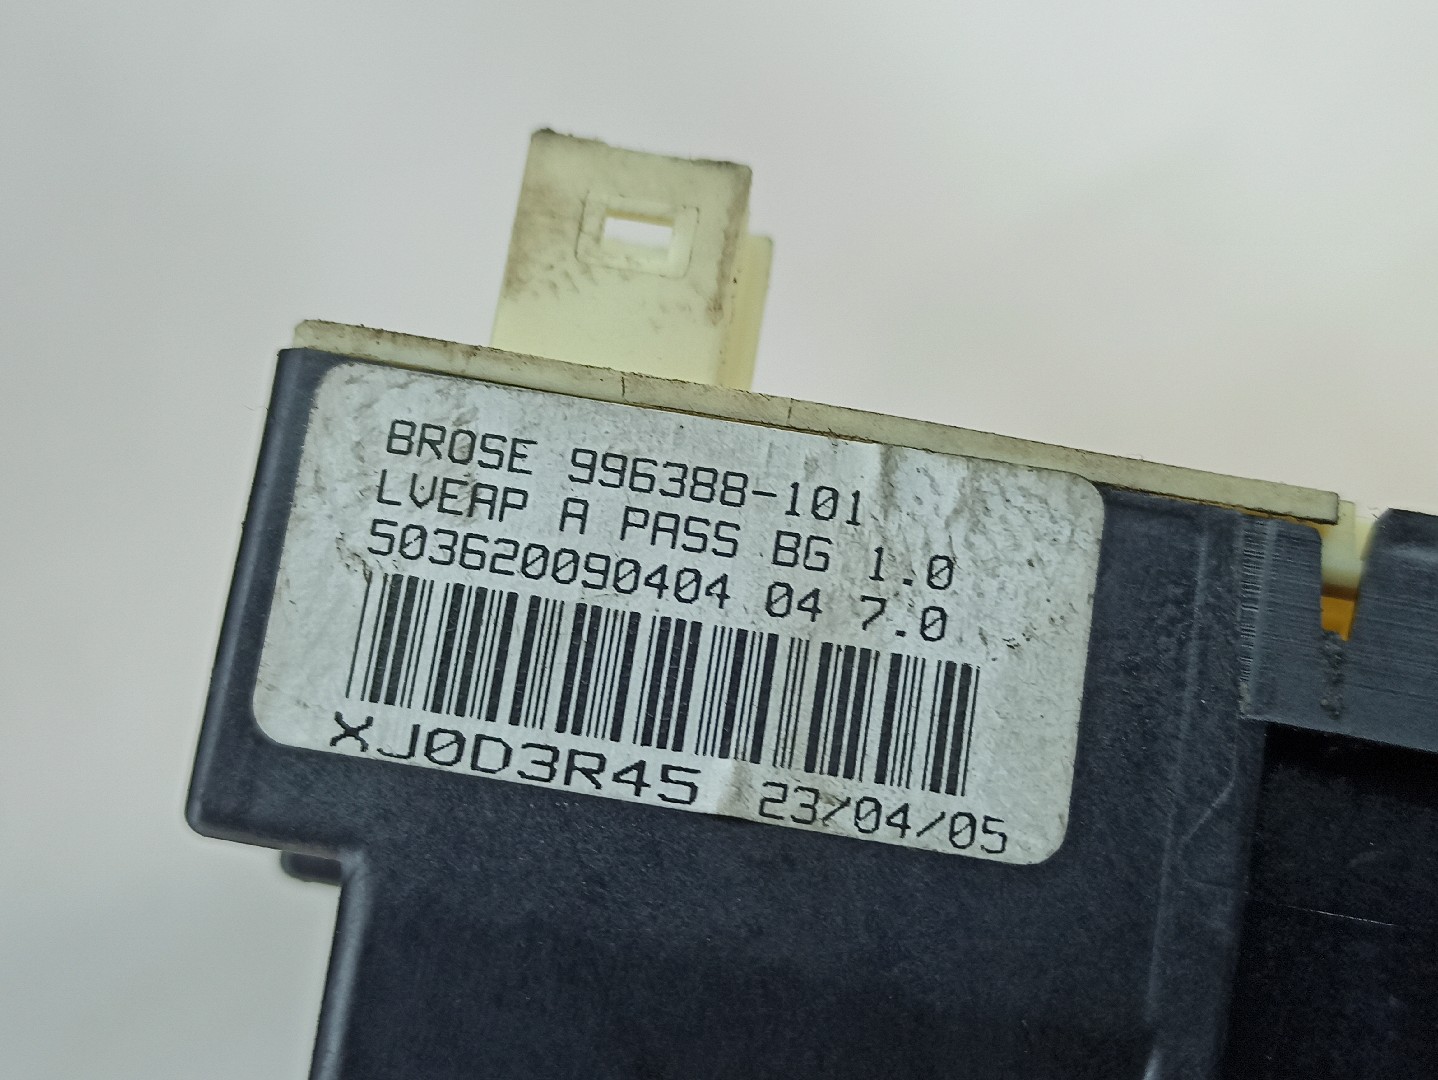 BROSE 996388-101
LVEAP A PASS BG 1.0
503620090404 04 7.0
XJ0D3R45 23/04/05